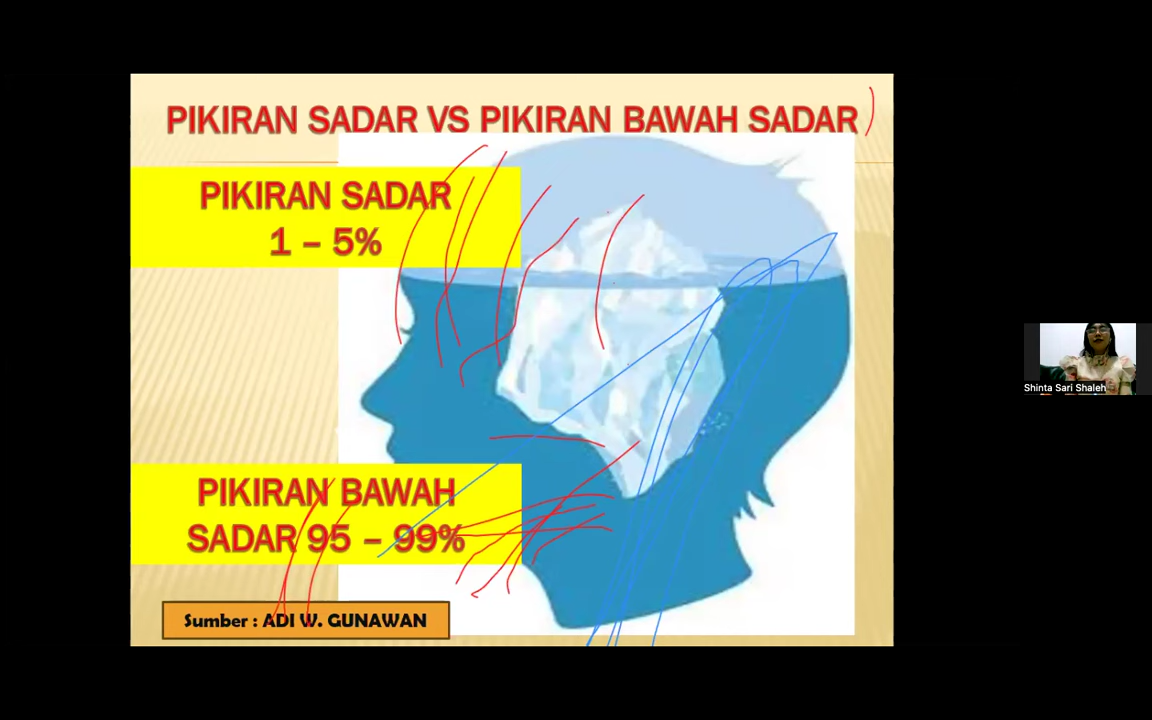 PIKIRAN SADAR VS PIKIRAN BAWAH SADAR
PIKIRAN SADAR
1 – 5%
PIKIRAN BAWAH
SADAR 95 – 99%
Sumber : ADI W. GUNAWAN
Shinta Sari Shaleh